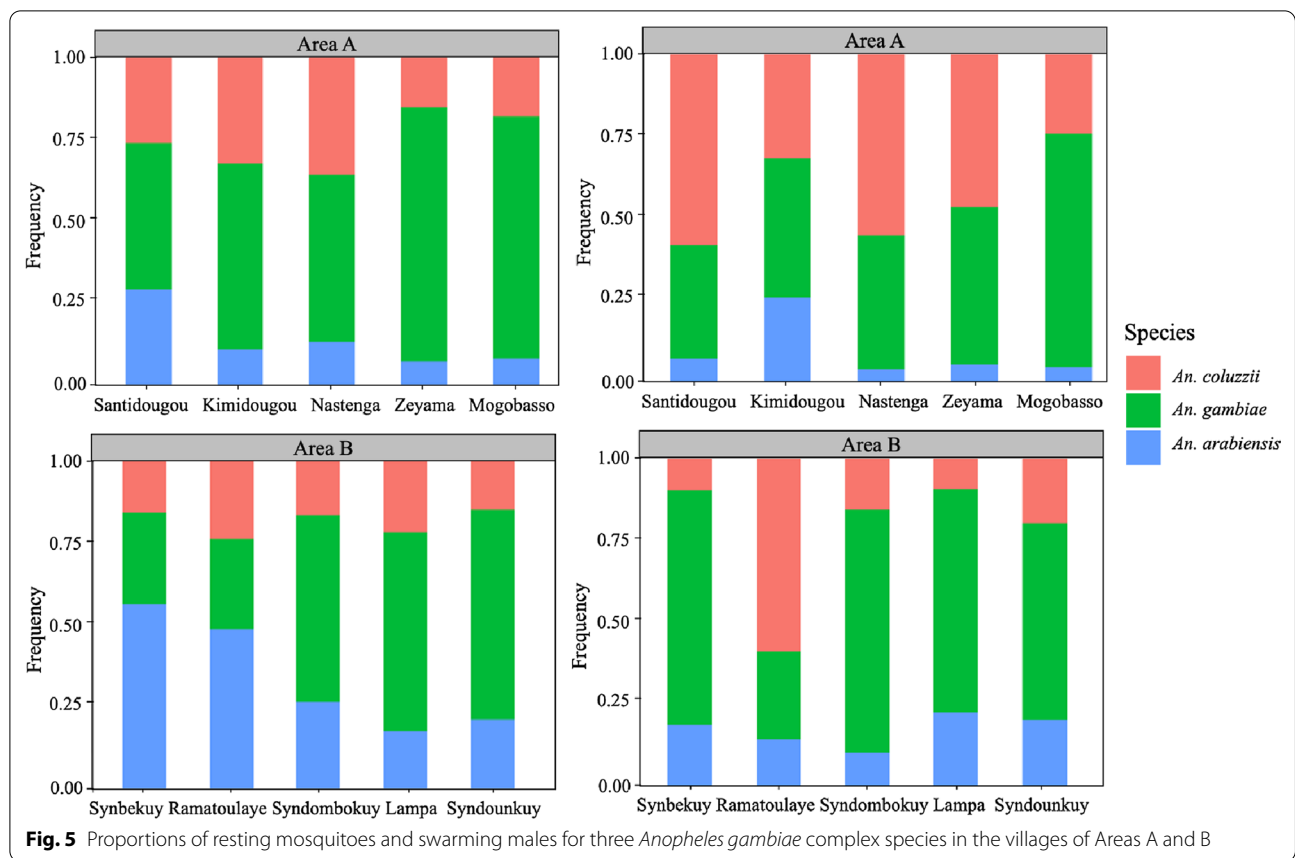 Area A
1.00
0.75
0.50
0.25
0.00
Frequency
Santidougou Kimidougou Nastenga Zeyama Mogobasso
Area A
1.00
0.75
0.50
0.25
0.00
Frequency
Santidougou Kimidougou Nastenga Zeyama Mogobasso
Area B
1.00
0.75
0.50
0.25
0.00
Frequency
Synbekuy Ramatoulaye Syndombokuy Lampa Syndounkuy
Area B
1.00
0.75
0.50
0.25
0.00
Frequency
Synbekuy Ramatoulaye Syndombokuy Lampa Syndounkuy
Species
An. coluzzii
An. gambiae
An. arabiensis
Fig. 5 Proportions of resting mosquitoes and swarming males for three Anopheles gambiae complex species in the villages of Areas A and B